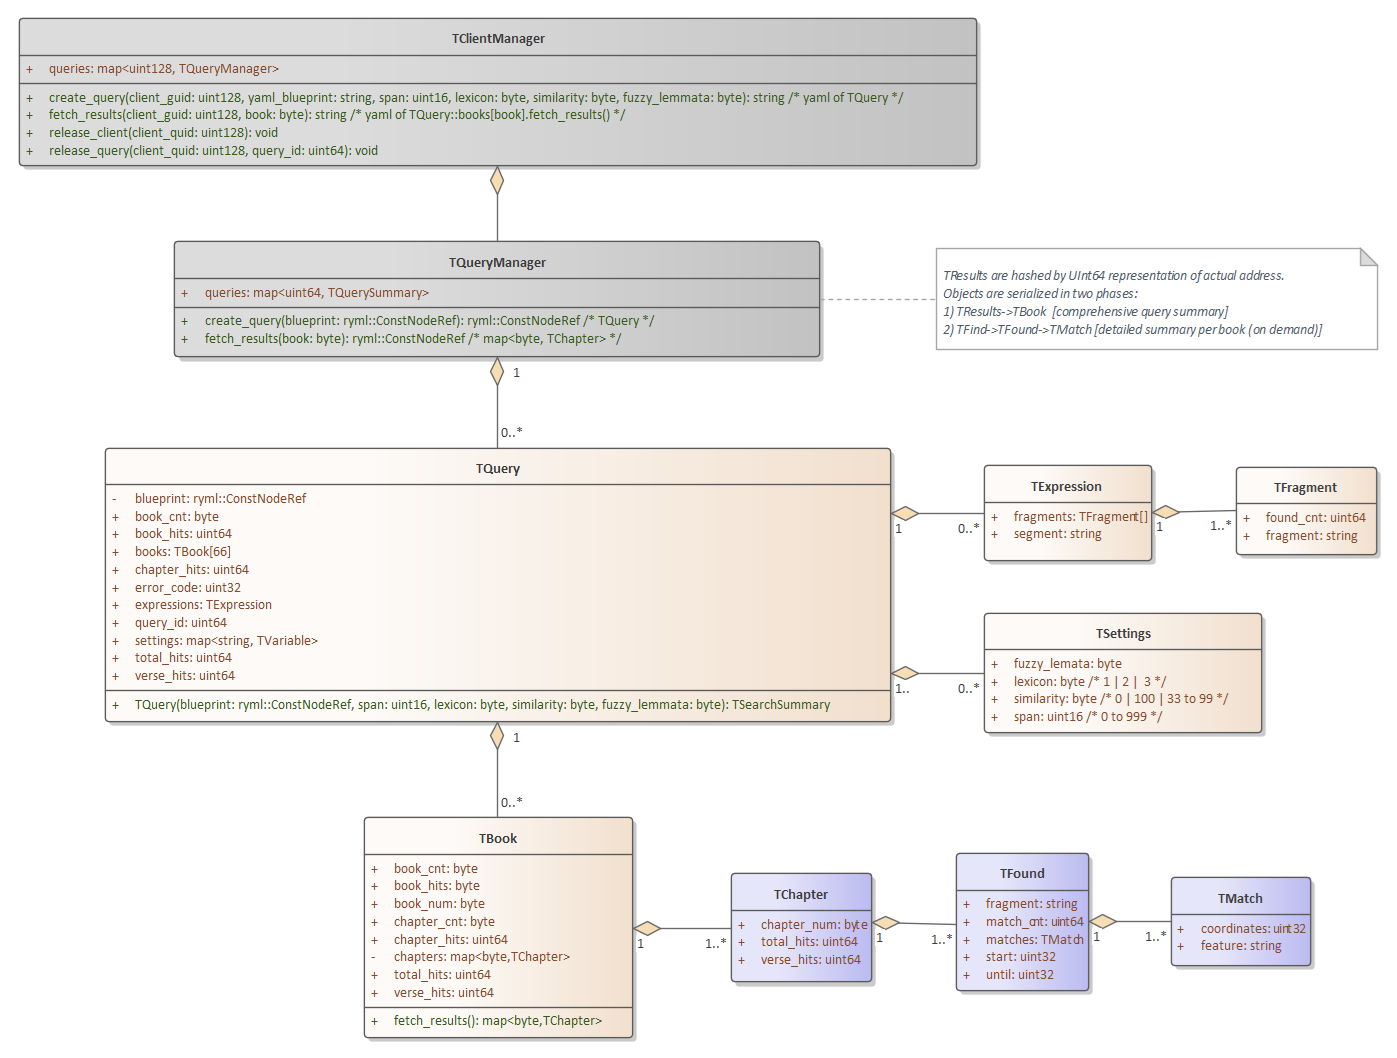 TClientManager
+ queries: map<uint128, TQueryManager>
+ create_query(client_guid: uint128, yaml_blueprint: string, span: uint16, lexicon: byte, similarity: byte, fuzzy_lemmata: byte): string /* yaml of TQuery */
+ fetch_results(client_guid: uint128, book: byte): string /* yaml of TQuery::books[book].fetch_results() */
+ release_client(client_quid: uint128): void
+ release_query(client_quid: uint128, query_id: uint64): void
TQueryManager
+ queries: map<uint64, TQuerySummary>
+ create_query(blueprint: ryml::ConstNodeRef): ryml::ConstNodeRef /* TQuery */
+ fetch_results(book: byte): ryml::ConstNodeRef /* map<byte, TChapter> */
TResults are hashed by UInt64 representation of actual address.
Objects are serialized in two phases:
1) TResults->TBook [comprehensive query summary]
2) TFind->TFound->TMatch [detailed summary per book (on demand)]
1
0..*
TQuery
- blueprint: ryml::ConstNodeRef
+ book_cnt: byte
+ book_hits: uint64
+ books: TBook[66]
+ chapter_hits: uint64
+ error_code: uint32
+ expressions: TExpression
+ query_id: uint64
+ settings: map<string, TVariable>
+ total_hits: uint64
+ verse_hits: uint64
+ TQuery(blueprint: ryml::ConstNodeRef, span: uint16, lexicon: byte, similarity: byte, fuzzy_lemmata: byte): TSearchSummary
1
0..*
TExpression
+ fragments: TFragment[]
+ segment: string
1
1..*
TFragment
+ found_cnt: uint64
+ fragment: string
1..
0..*
TSettings
+ fuzzy_lemata: byte
+ lexicon: byte /* 1 | 2 | 3 */
+ similarity: byte /* 0 | 100 | 33 to 99 */
+ span: uint16 /* 0 to 999 */
1
0..*
TBook
+ book_cnt: byte
+ book_hits: byte
+ book_num: byte
+ chapter_cnt: byte
+ chapter_hits: uint64
- chapters: map<byte,TChapter>
+ total_hits: uint64
+ verse_hits: uint64
+ fetch_results(): map<byte,TChapter>
1
1..*
TChapter
+ chapter_num: byte
+ total_hits: uint64
+ verse_hits: uint64
1
1..*
TFound
+ fragment: string
+ match_cnt: uint64
+ matches: TMatch
+ start: uint32
+ until: uint32
1
1..*
TMatch
+ coordinates: uint32
+ feature: string